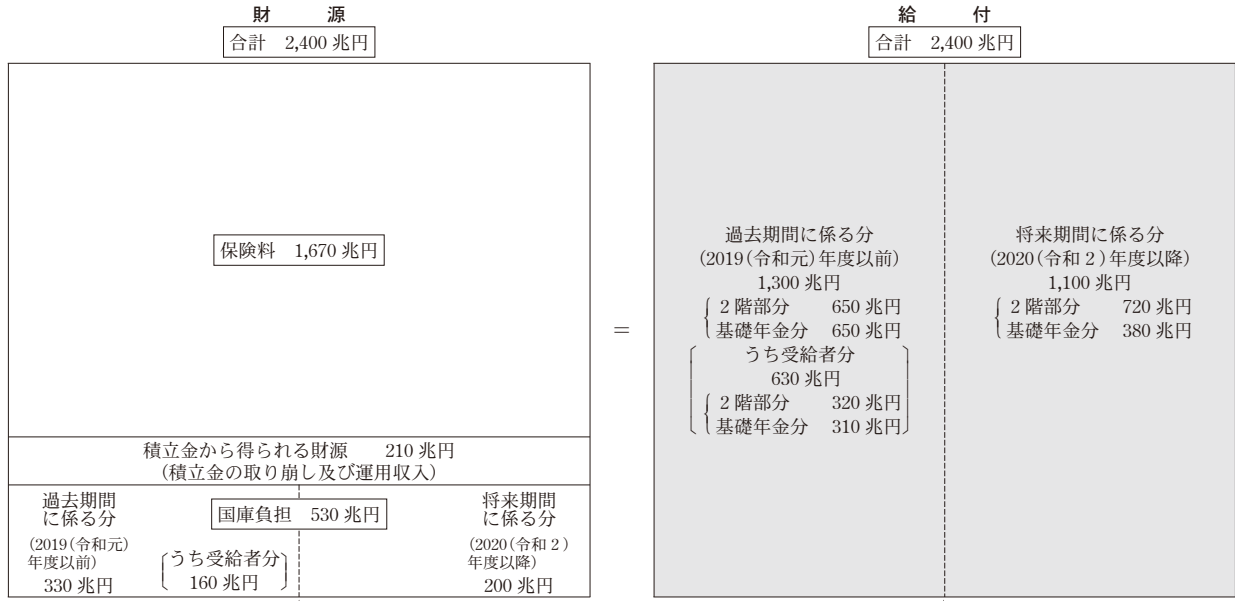 財　源
合計　2,400 兆円
保険料　1,670 兆円
積立金から得られる財源　210 兆円
(積立金の取り崩し及び運用収入)
過去期間
に係る分
(2019(令和元)
年度以前)
330 兆円
国庫負担　530 兆円
うち受給者分
160 兆円
将来期間
に係る分
(2020(令和 2 )
年度以降)
200 兆円
=
給　付
合計　2,400 兆円
過去期間に係る分
(2019(令和元)年度以前)
1,300 兆円
2 階部分　650 兆円
基礎年金分　650 兆円
うち受給者分
630 兆円
2 階部分　320 兆円
基礎年金分　310 兆円
将来期間に係る分
(2020(令和 2 )年度以降)
1,100 兆円
2 階部分　720 兆円
基礎年金分　380 兆円